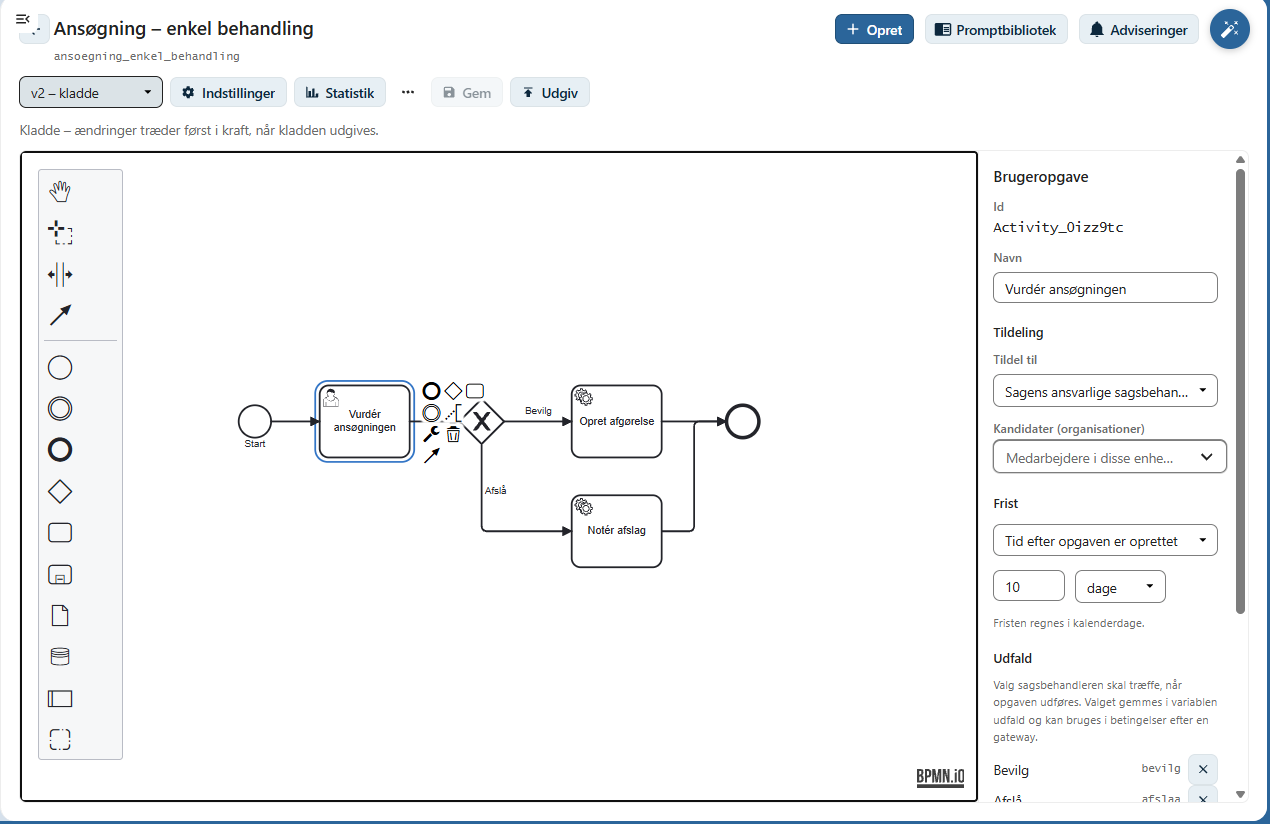 Ansøgning – enkel behandling
ansoegning_enkel_behandling
Opret
Promptbibliotek
Adviseringer
v2 – kladde
Indstillinger
Statistik
Gem
Udgiv
Kladde – ændringer træder først i kraft, når kladden udgives.
Start
Vurdér
ansøgningen
Bevilg
Afslå
Opret afgørelse
Notér afslag
BPMN.iO
Brugeropgave
Id
Activity_0izz9tc
Navn
Vurdér ansøgningen
Tildeling
Tildel til
Sagens ansvarlige sagsbehan...
Kandidater (organisationer)
Medarbejdere i disse enhe...
Frist
Tid efter opgaven er oprettet
10
dage
Fristen regnes i kalenderdage.
Udfald
Valg sagsbehandleren skal træffe, når
opgaven udføres. Valget gemmes i variablen
udfald og kan bruges i betingelser efter en
gateway.
Bevilg
bevilg
Afslå
afslaa